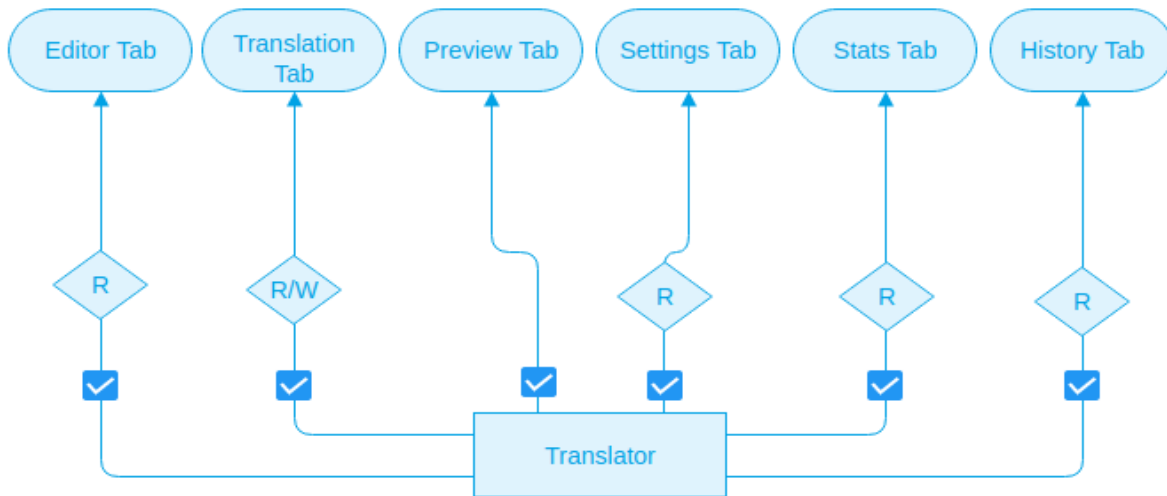 Editor Tab
Translation
Tab
Preview Tab
Settings Tab
Stats Tab
History Tab
R
R/W
R
R
R
Translator